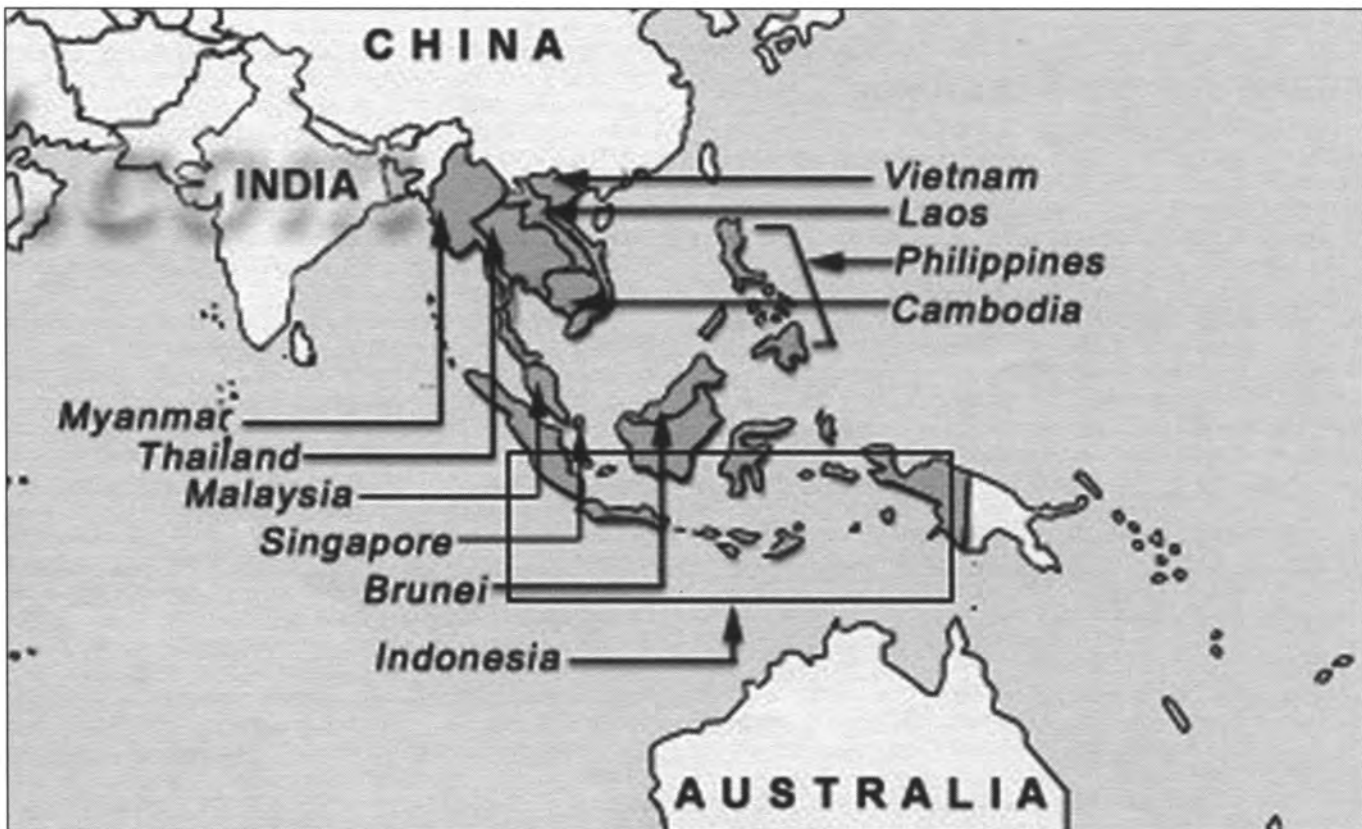 CHINA
INDIA
Vietnam
Laos
Philippines
Cambodia
Myanmar
Thailand
Malaysia
Singapore
Brunei
Indonesia
AUSTRALIA